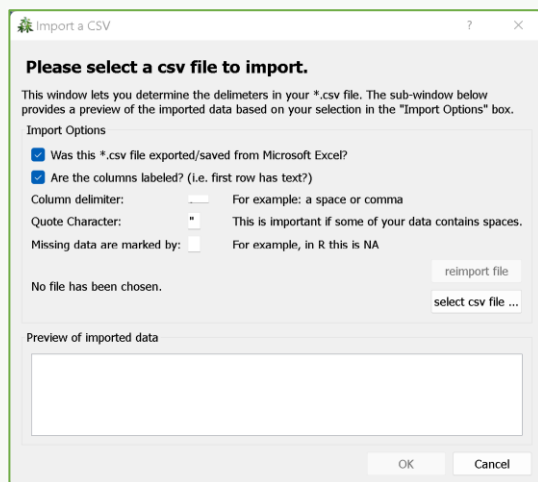 Import a CSV ? ×
Please select a csv file to import.
This window lets you determine the delimeters in your *.csv file. The sub-window below
provides a preview of the imported data based on your selection in the "Import Options" box.
Import Options
Was this *.csv file exported/saved from Microsoft Excel?
Are the columns labeled? (i.e. first row has text?)
Column delimiter: For example: a space or comma
Quote Character: " This is important if some of your data contains spaces.
Missing data are marked by: For example, in R this is NA
reimport file
No file has been chosen.
select csv file ...
Preview of imported data
OK Cancel